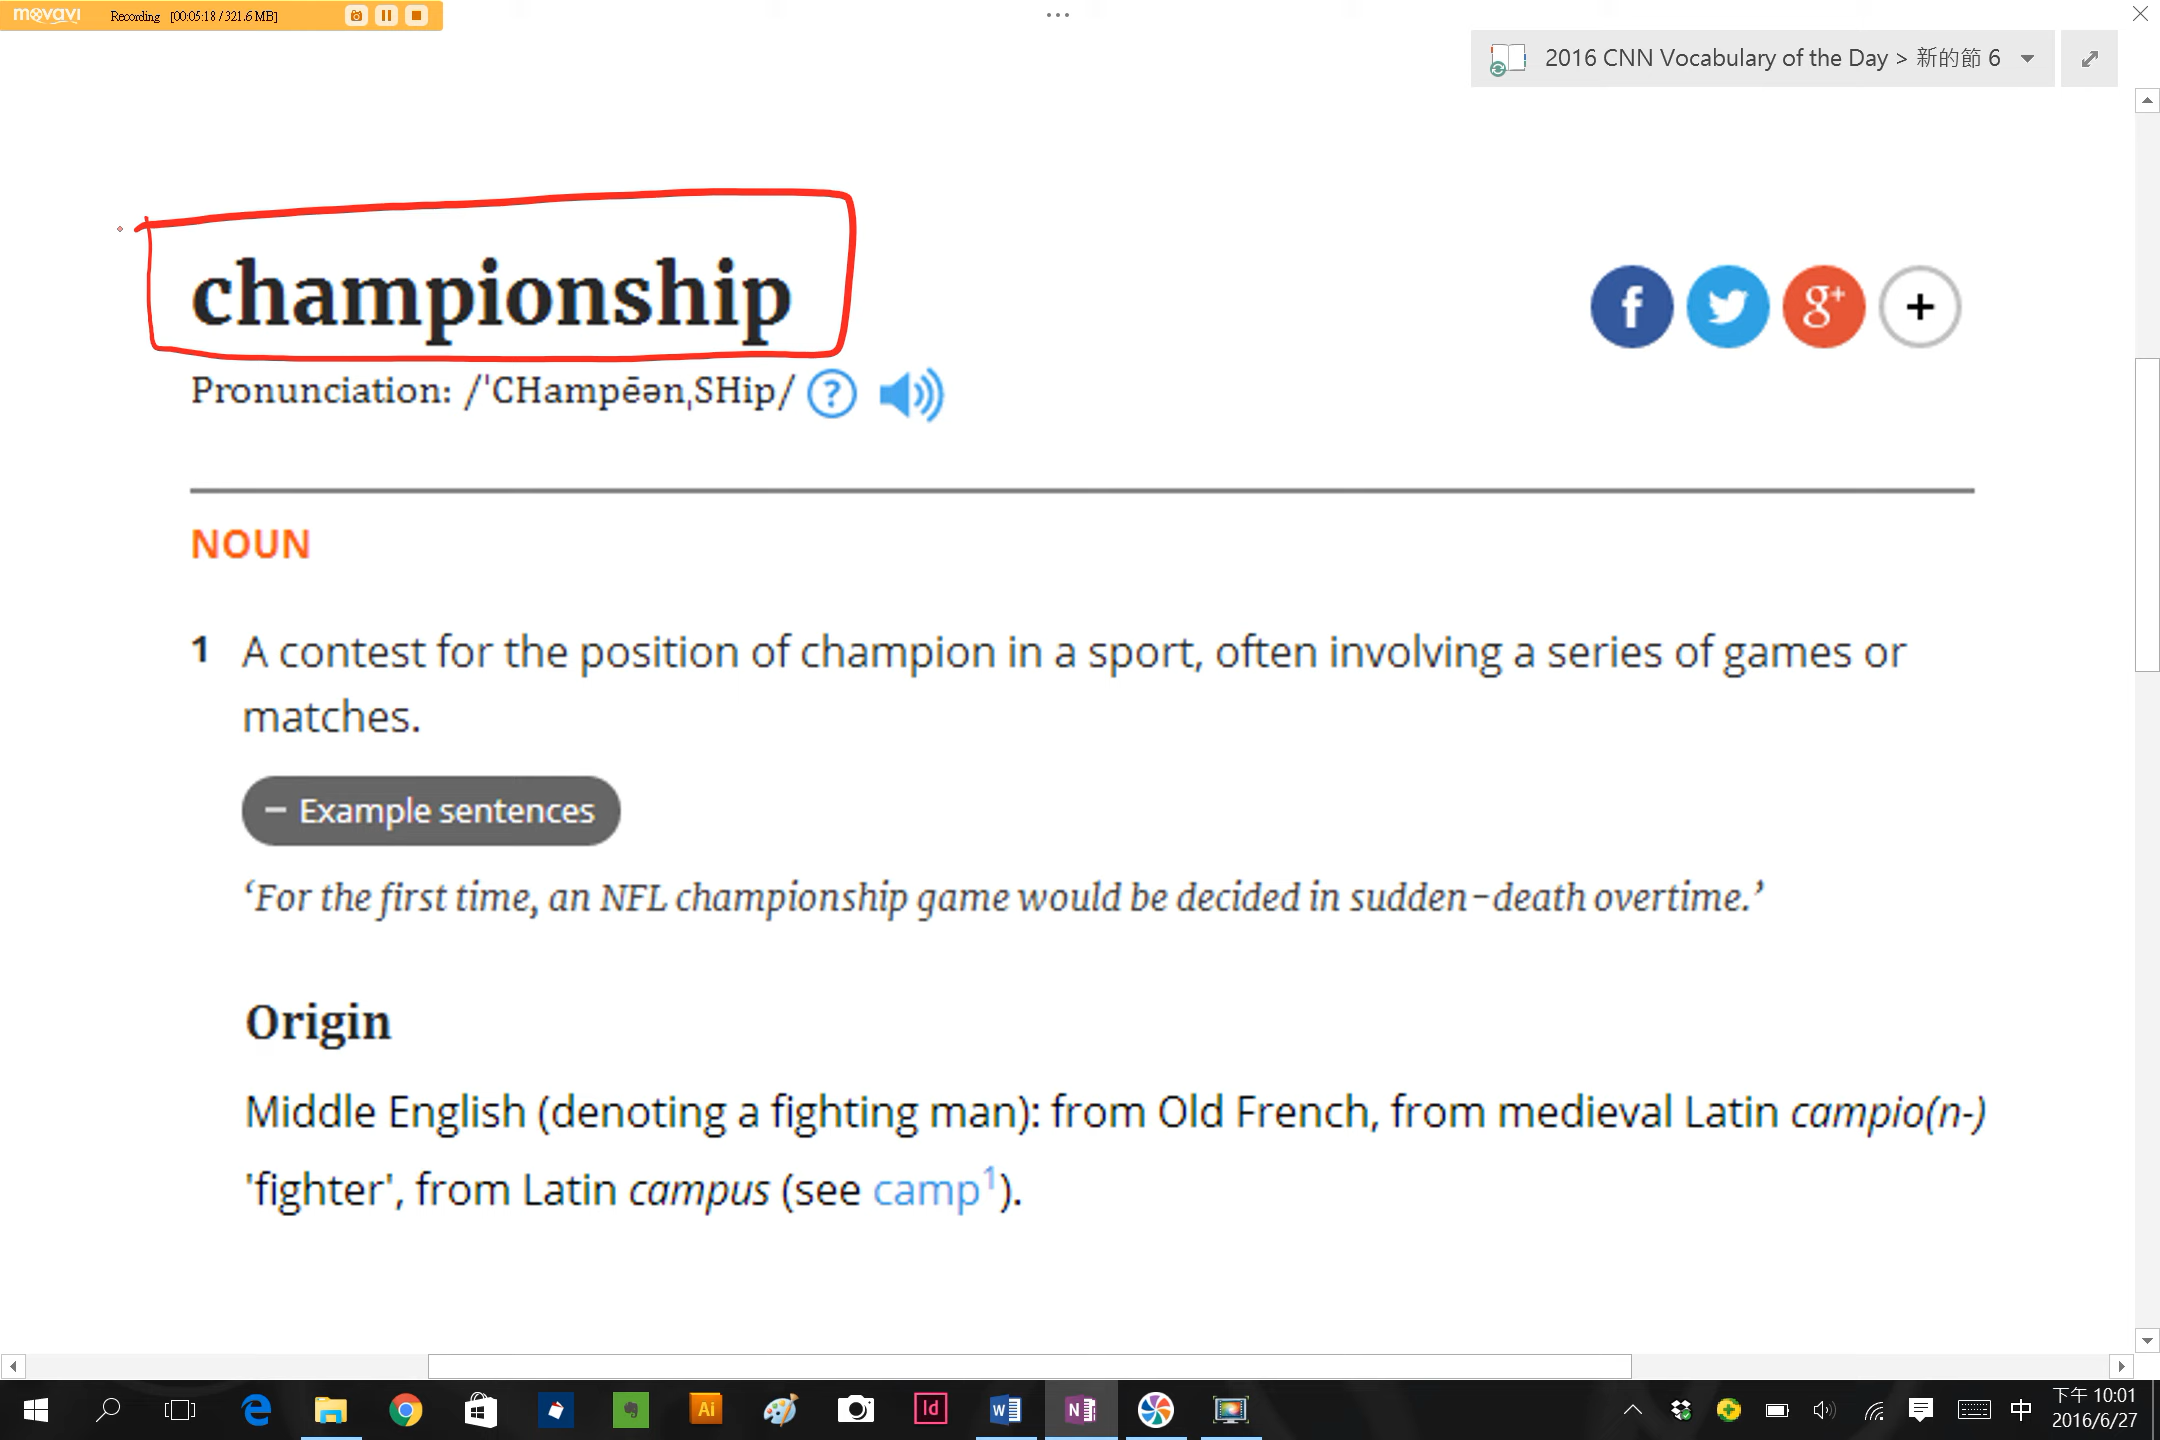 movavi Recording [00:05:18 / 321.6 MB]
2016 CNN Vocabulary of the Day > 新的節 6
championship
Pronunciation: /ˈCHampēənˌSHip/ ?
f g+ +
NOUN
1 A contest for the position of champion in a sport, often involving a series of games or
matches.
– Example sentences
‘For the first time, an NFL championship game would be decided in sudden-death overtime.’
Origin
Middle English (denoting a fighting man): from Old French, from medieval Latin campio(n-)
'fighter', from Latin campus (see camp¹).
Ai Id W N 中 下午 10:01
2016/6/27